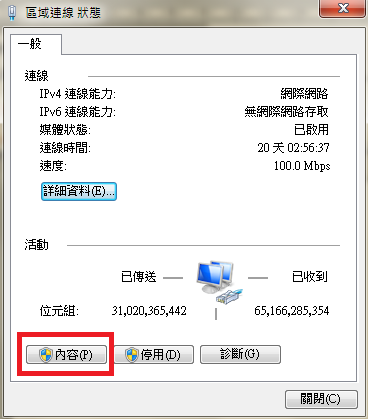 區域連線 狀態
一般
連線
IPv4 連線能力: 網際網路
IPv6 連線能力: 無網際網路存取
媒體狀態: 已啟用
連線時間: 20 天 02:56:37
速度: 100.0 Mbps
詳細資料(E)...
活動
已傳送 已收到
位元組: 31,020,365,442 65,166,285,354
內容(P) 停用(D) 診斷(G)
關閉(C)